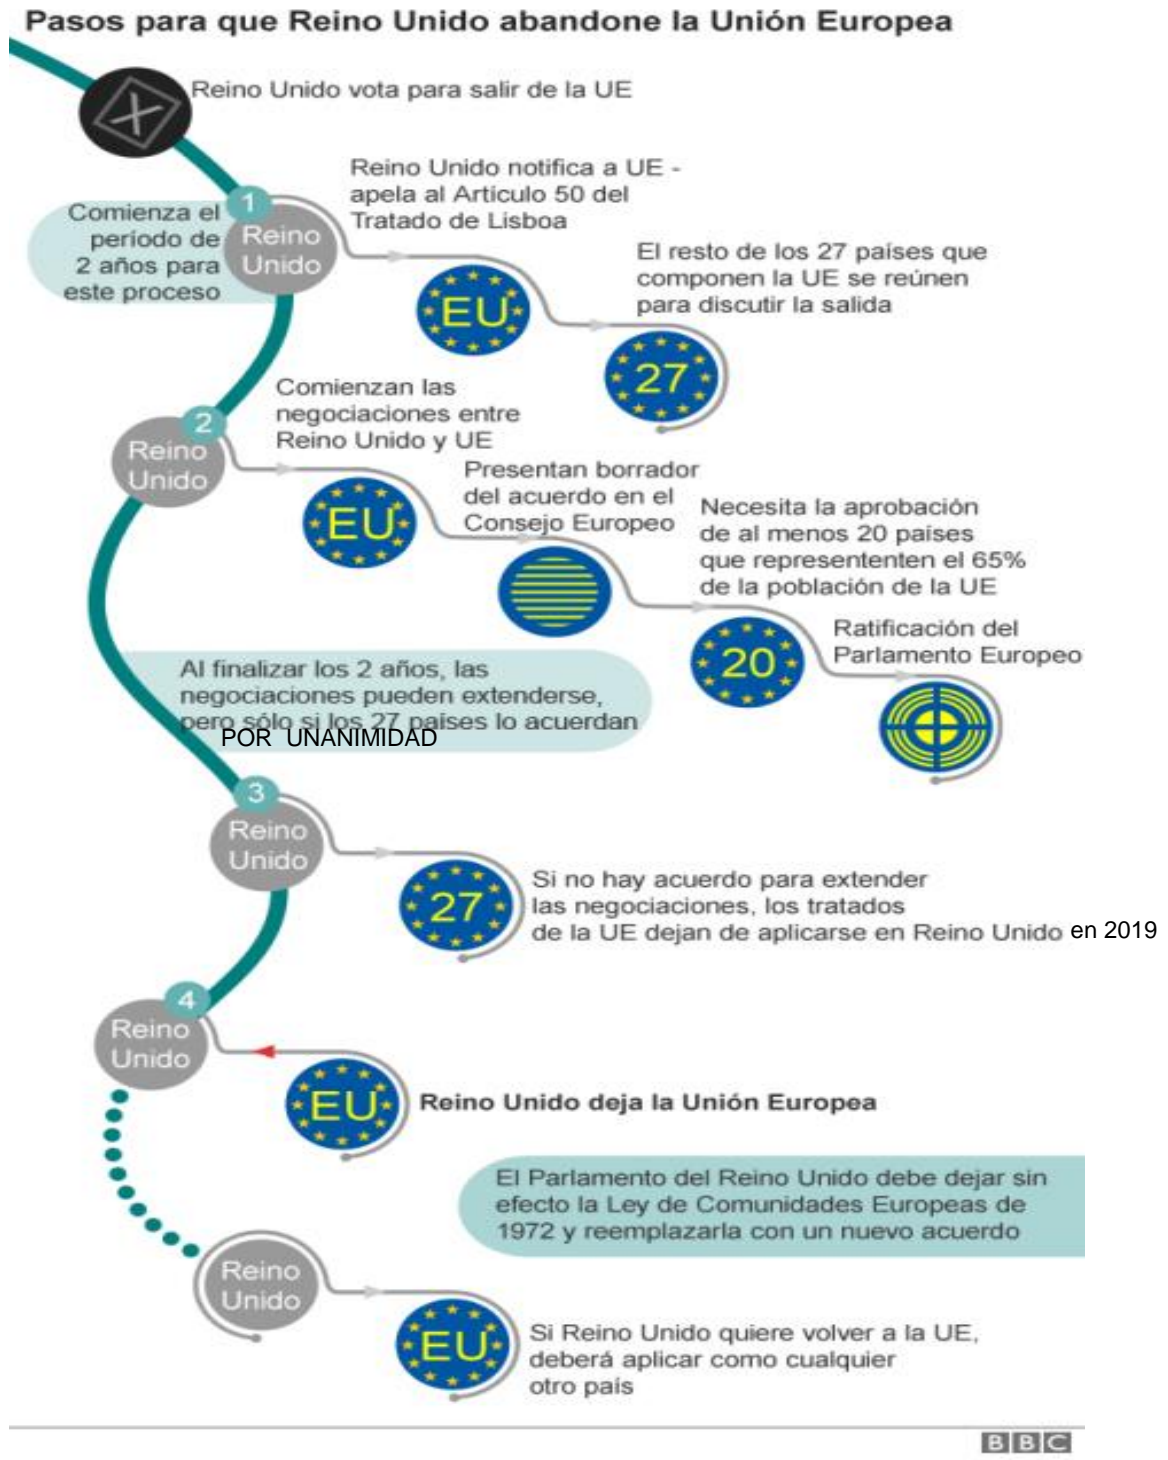 Pasos para que Reino Unido abandone la Unión Europea
Reino Unido vota para salir de la UE
X
1
Reino
Unido
Comienza el
período de
2 años para
este proceso
Reino Unido notifica a UE -
apela al Artículo 50 del
Tratado de Lisboa
EU
El resto de los 27 países que
componen la UE se reúnen
para discutir la salida
27
2
Reino
Unido
Comienzan las
negociaciones entre
Reino Unido y UE
EU
Presentan borrador
del acuerdo en el
Consejo Europeo
Necesita la aprobación
de al menos 20 países
que represententen el 65%
de la población de la UE
20
Ratificación del
Parlamento Europeo
Al finalizar los 2 años, las
negociaciones pueden extenderse,
pero sólo si los 27 países lo acuerdan
POR UNANIMIDAD
3
Reino
Unido
27
Si no hay acuerdo para extender
las negociaciones, los tratados
de la UE dejan de aplicarse en Reino Unido en 2019
4
Reino
Unido
EU
Reino Unido deja la Unión Europea
El Parlamento del Reino Unido debe dejar sin
efecto la Ley de Comunidades Europeas de
1972 y reemplazarla con un nuevo acuerdo
Reino
Unido
EU
Si Reino Unido quiere volver a la UE,
deberá aplicar como cualquier
otro país
BBC